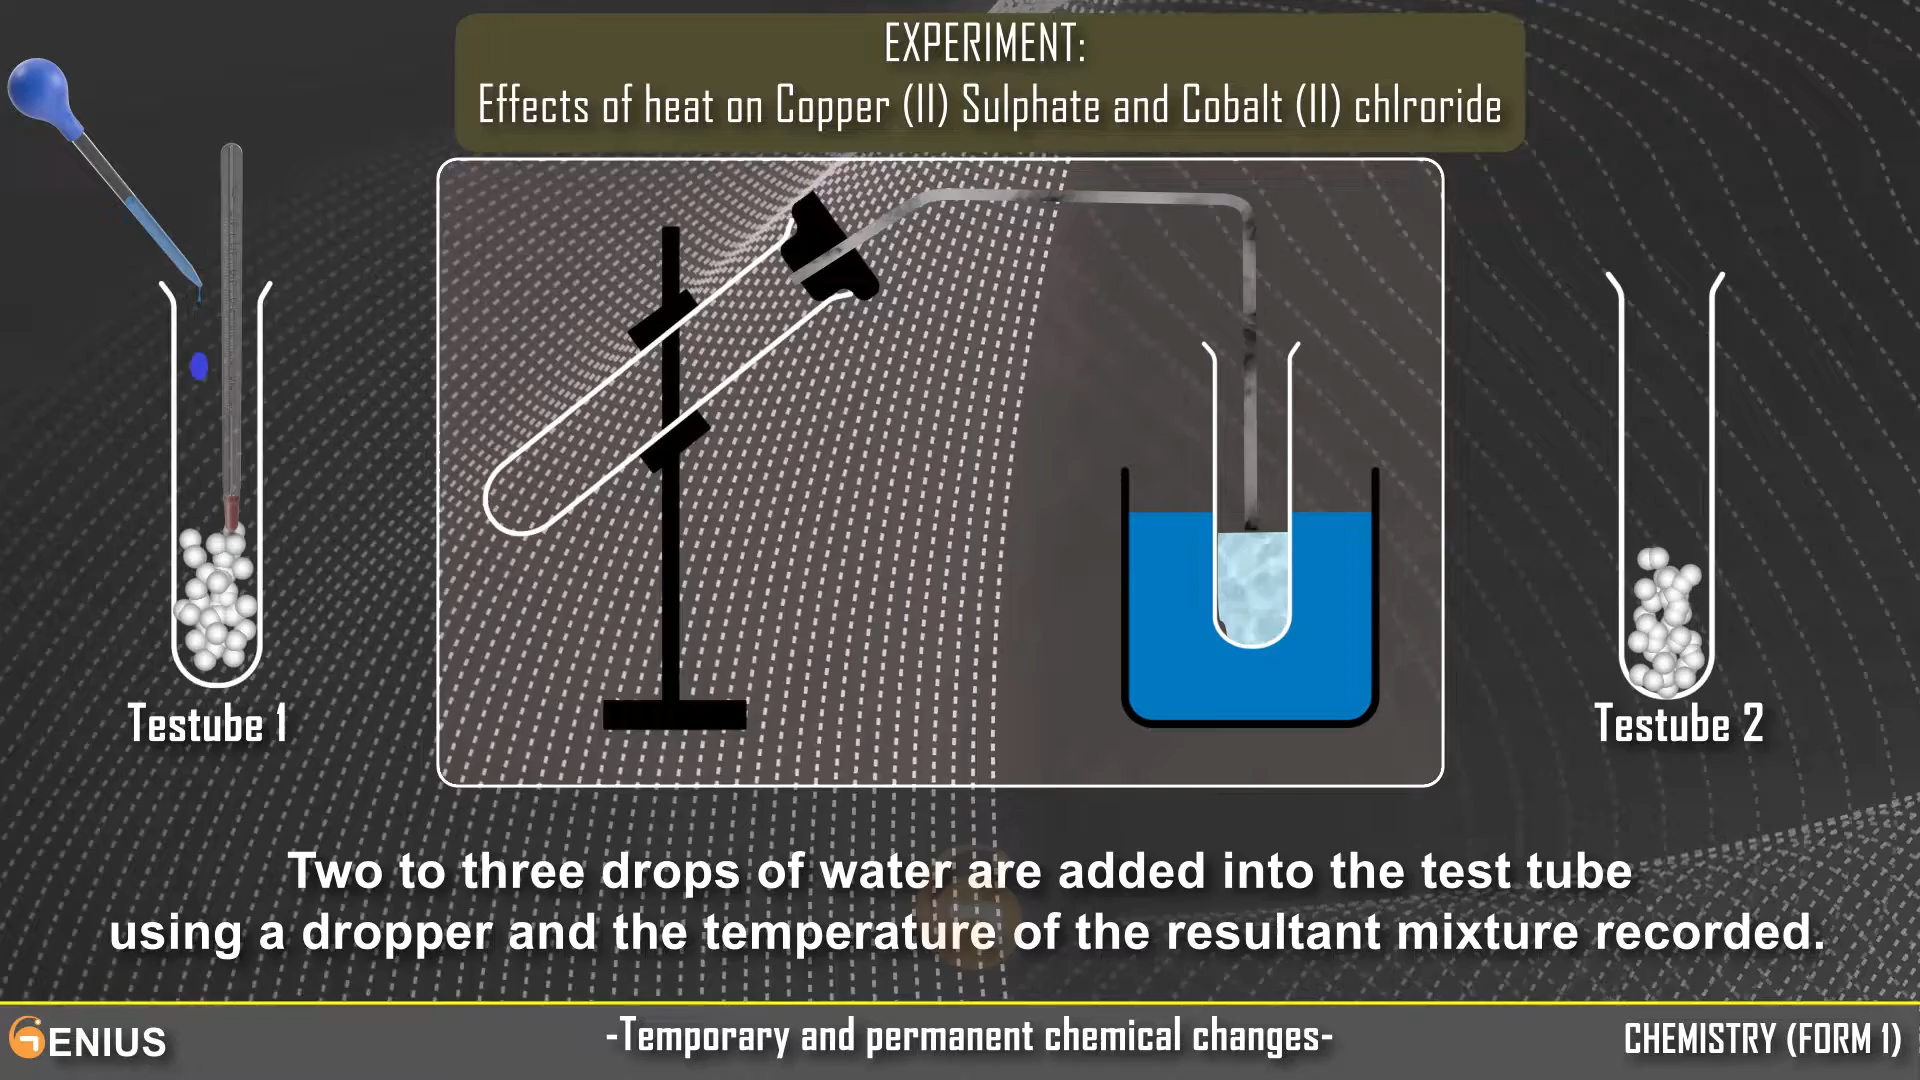 EXPERIMENT:
Effects of heat on Copper (II) Sulphate and Cobalt (II) chlroride
Testube 1
Testube 2
Two to three drops of water are added into the test tube
using a dropper and the temperature of the resultant mixture recorded.
GENIUS
-Temporary and permanent chemical changes-
CHEMISTRY (FORM 1)